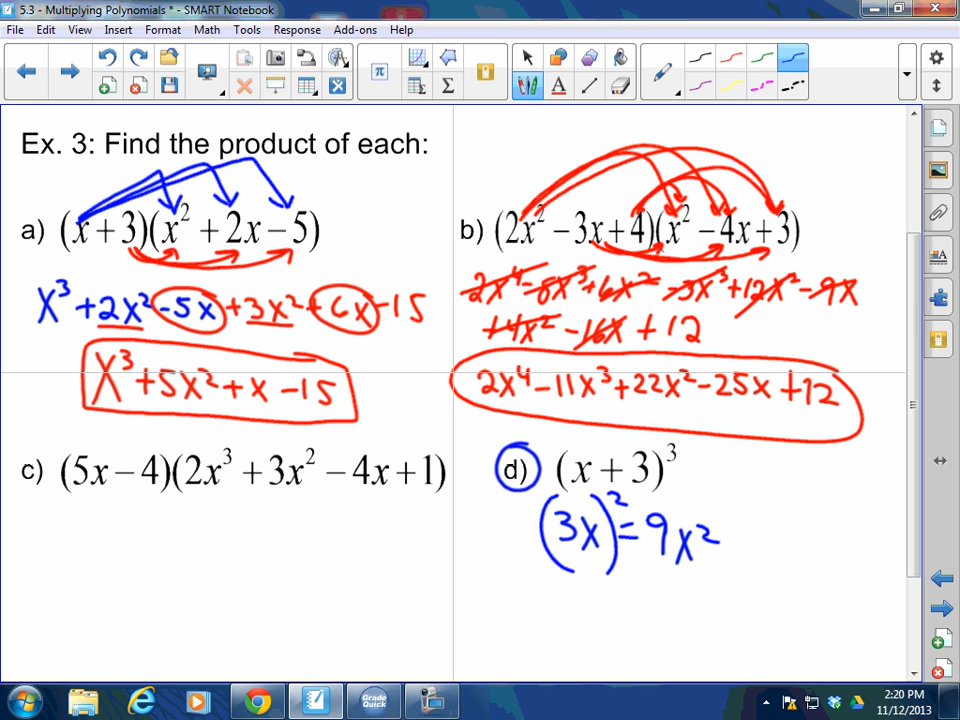 5.3 - Multiplying Polynomials * - SMART Notebook
File Edit View Insert Format Math Tools Response Add-ons Help
Ex. 3: Find the product of each:
a) (x + 3)(x² + 2x − 5)
x³ + 2x² - 5x + 3x² + 6x - 15
x³ + 5x² + x - 15
b) (2x² − 3x + 4)(x² − 4x + 3)
2x⁴ - 8x³ + 6x² - 3x³ + 12x² - 9x
+ 4x² - 16x + 12
2x⁴ - 11x³ + 22x² - 25x + 12
c) (5x − 4)(2x³ + 3x² − 4x + 1)
d) (x + 3)³
(3x)² = 9x²
Grade Quick
2:20 PM
11/12/2013